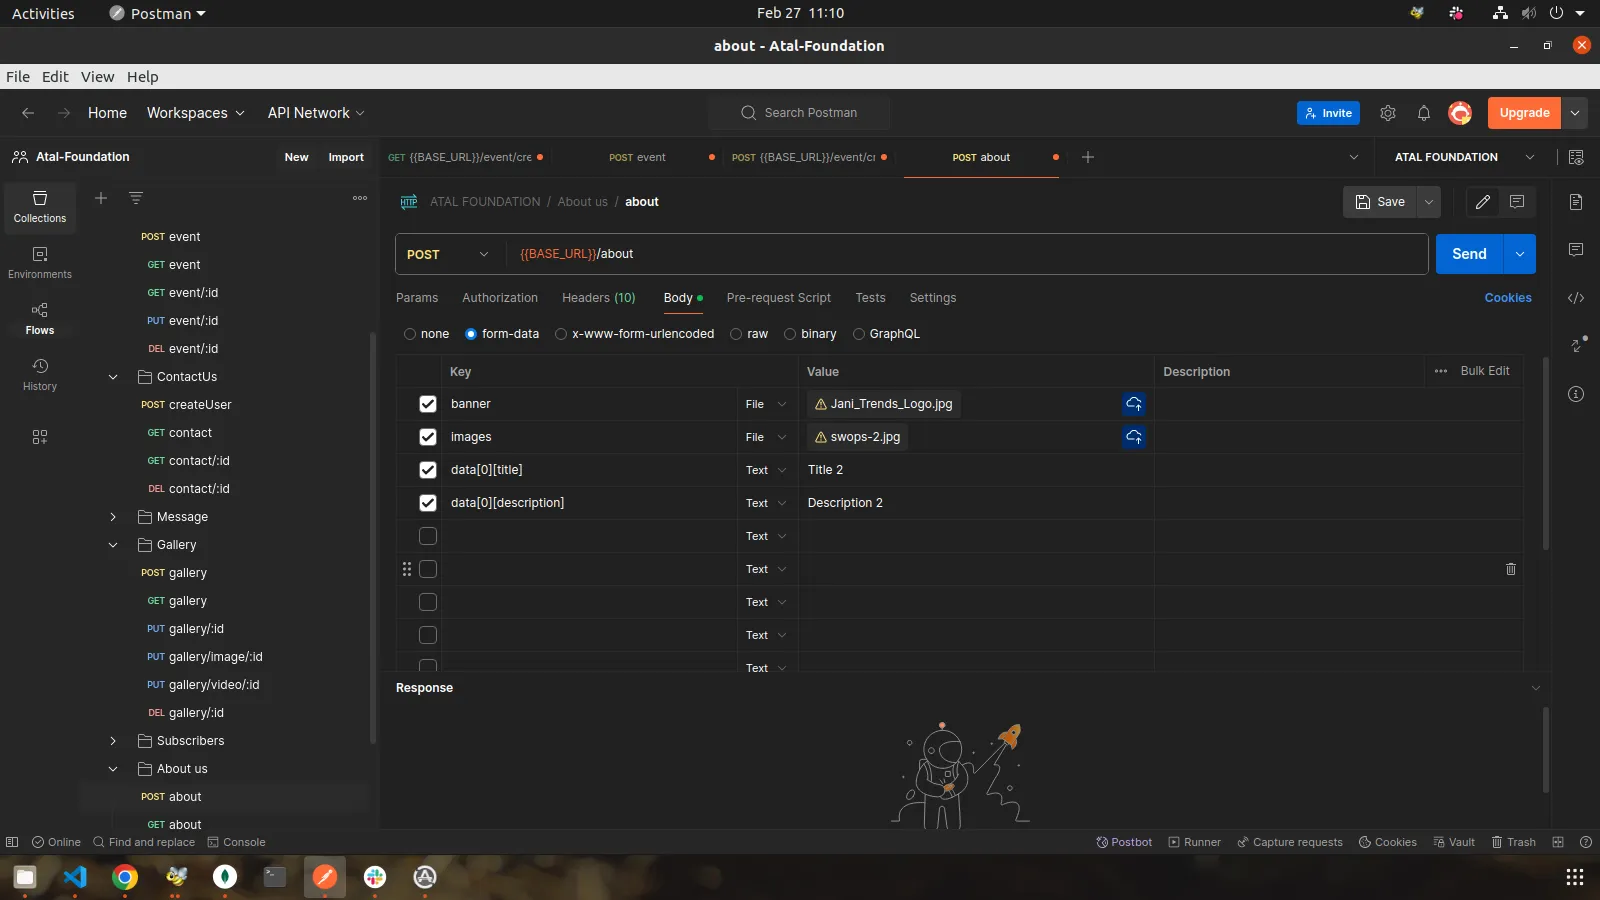 Activities Postman Feb 27 11:10
about - Atal-Foundation
File Edit View Help
Home Workspaces API Network Search Postman Invite Upgrade
Atal-Foundation New Import
GET {{BASE_URL}}/event/cre POST event POST {{BASE_URL}}/event/cr POST about ATAL FOUNDATION
Collections
Environments
Flows
History
POST event
GET event
GET event/:id
PUT event/:id
DEL event/:id
ContactUs
POST createUser
GET contact
GET contact/:id
DEL contact/:id
Message
Gallery
POST gallery
GET gallery
PUT gallery/:id
PUT gallery/image/:id
PUT gallery/video/:id
DEL gallery/:id
Subscribers
About us
POST about
GET about
HTTP ATAL FOUNDATION / About us / about Save
POST {{BASE_URL}}/about Send
Params Authorization Headers (10) Body Pre-request Script Tests Settings Cookies
none form-data x-www-form-urlencoded raw binary GraphQL
Key Value Description Bulk Edit
banner File Jani_Trends_Logo.jpg
images File swops-2.jpg
data[0][title] Text Title 2
data[0][description] Text Description 2
Text
Text
Text
Text
Text
Response
Online Find and replace Console Postbot Runner Capture requests Cookies Vault Trash